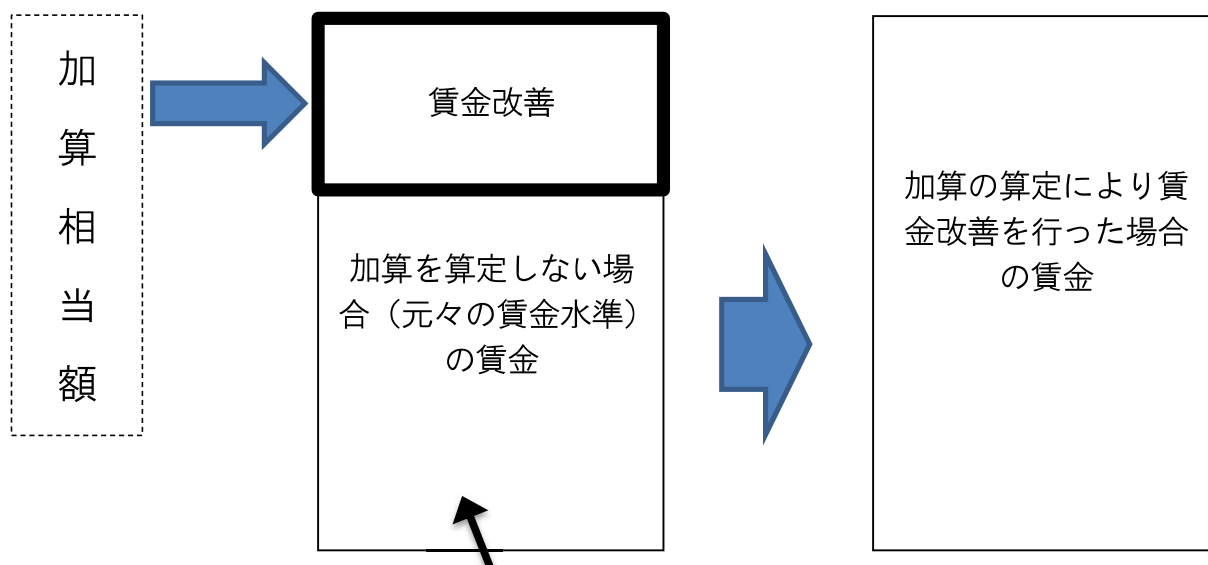 加算相当額
賃金改善
加算を算定しない場
合（元々の賃金水準）
の賃金
加算の算定により賃
金改善を行った場合
の賃金